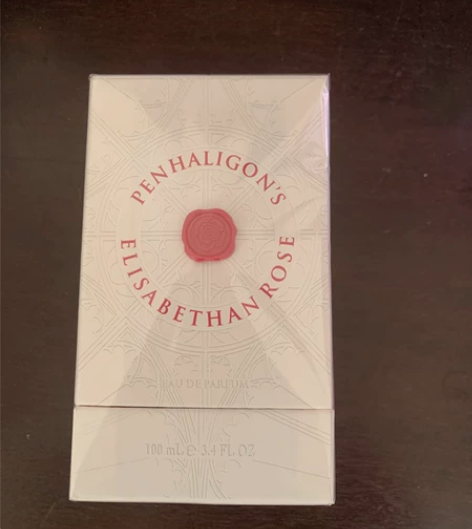 PENHALIGON'S
ELISABETHAN ROSE
EAU DE PARFUM
100 mL ℮ 3.4 FL. OZ